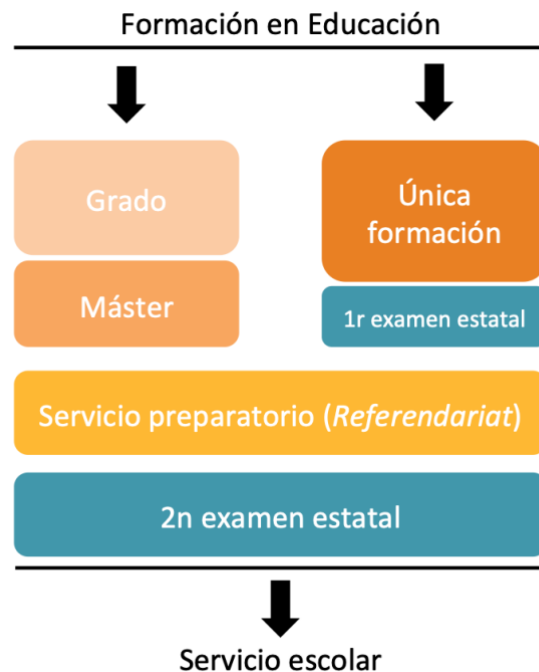 Formación en Educación
Grado
Máster
Única
formación
1r examen estatal
Servicio preparatorio (Referendariat)
2n examen estatal
Servicio escolar